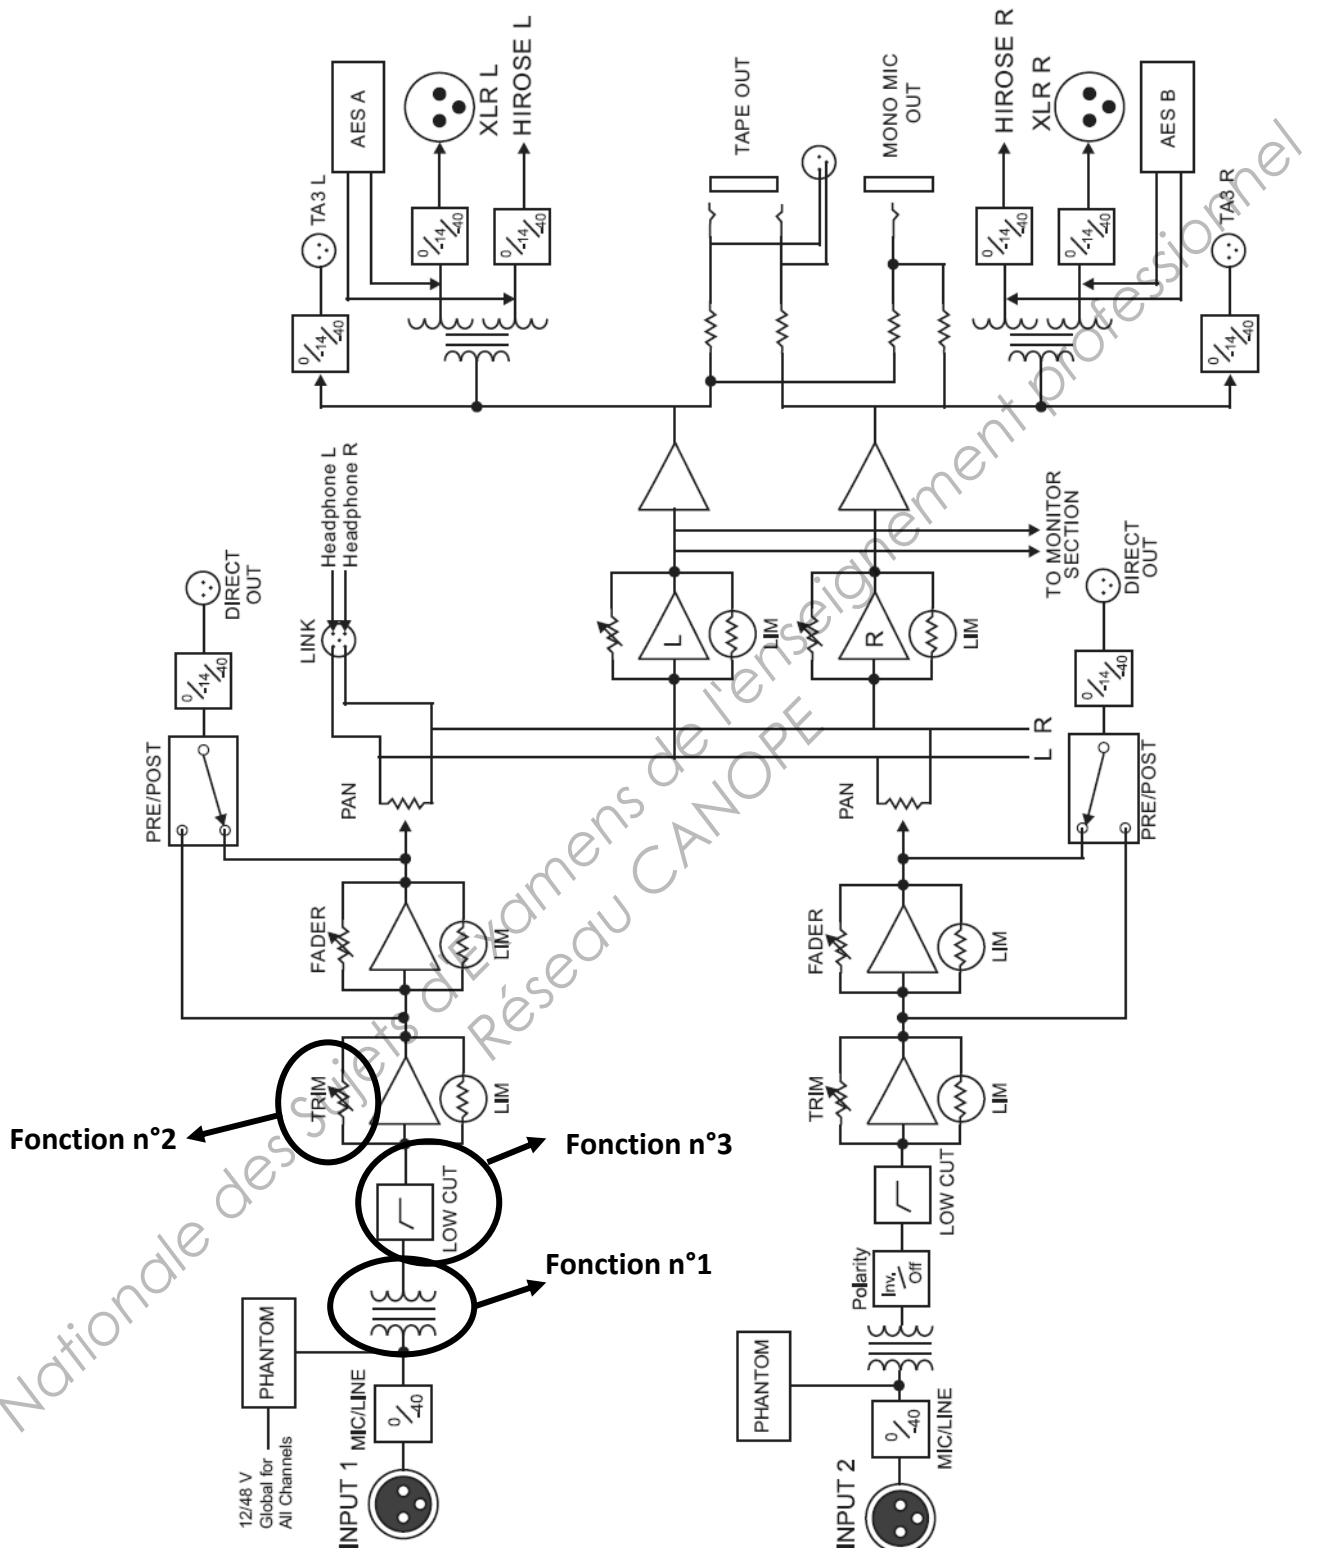 AES A
XLR L
HIROSE L
TAPE OUT
MONO MIC
OUT
HIROSE R
XLR R
AES B
TA3 L
0/-14/-40
0/-14/-40
0/-14/-40
0/-14/-40
TA3 R
0/-14/-40
0/-14/-40
Headphone L
Headphone R
LINK
DIRECT
OUT
0/-14/-40
PRE/POST
PAN
L
LIM
R
LIM
TO MONITOR
SECTION
DIRECT
OUT
0/-14/-40
R
L
PAN
PRE/POST
FADER
LIM
FADER
LIM
TRIM
LIM
TRIM
LIM
Fonction n°2
Fonction n°3
LOW CUT
LOW CUT
Fonction n°1
Polarity
Inv. / Off
PHANTOM
PHANTOM
12/48 V
Global for
All Channels
MIC/LINE
0/-40
INPUT 1
MIC/LINE
0/-40
INPUT 2
Nationale des Sujets d'Examens de l'enseignement professionnel
Réseau CANOPE